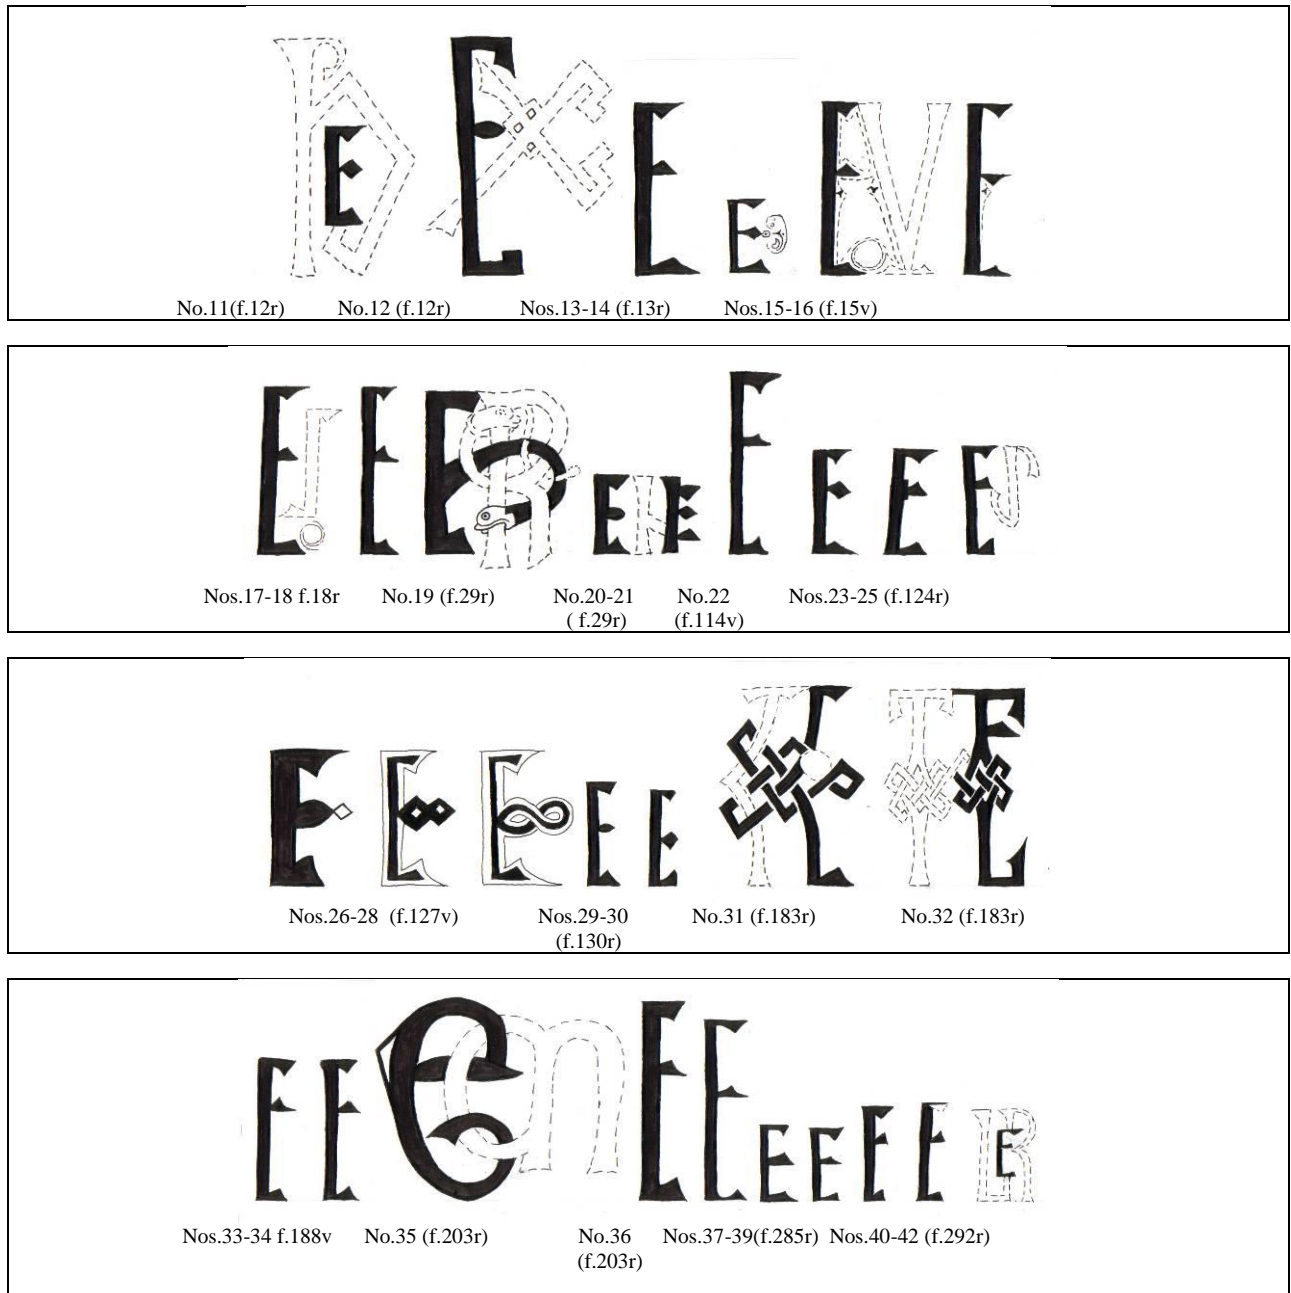 No.11(f.12r) No.12 (f.12r) Nos.13-14 (f.13r) Nos.15-16 (f.15v)
Nos.17-18 f.18r No.19 (f.29r) No.20-21 No.22 Nos.23-25 (f.124r)
( f.29r) (f.114v)
Nos.26-28 (f.127v) Nos.29-30 No.31 (f.183r) No.32 (f.183r)
(f.130r)
Nos.33-34 f.188v No.35 (f.203r) No.36 Nos.37-39(f.285r) Nos.40-42 (f.292r)
(f.203r)